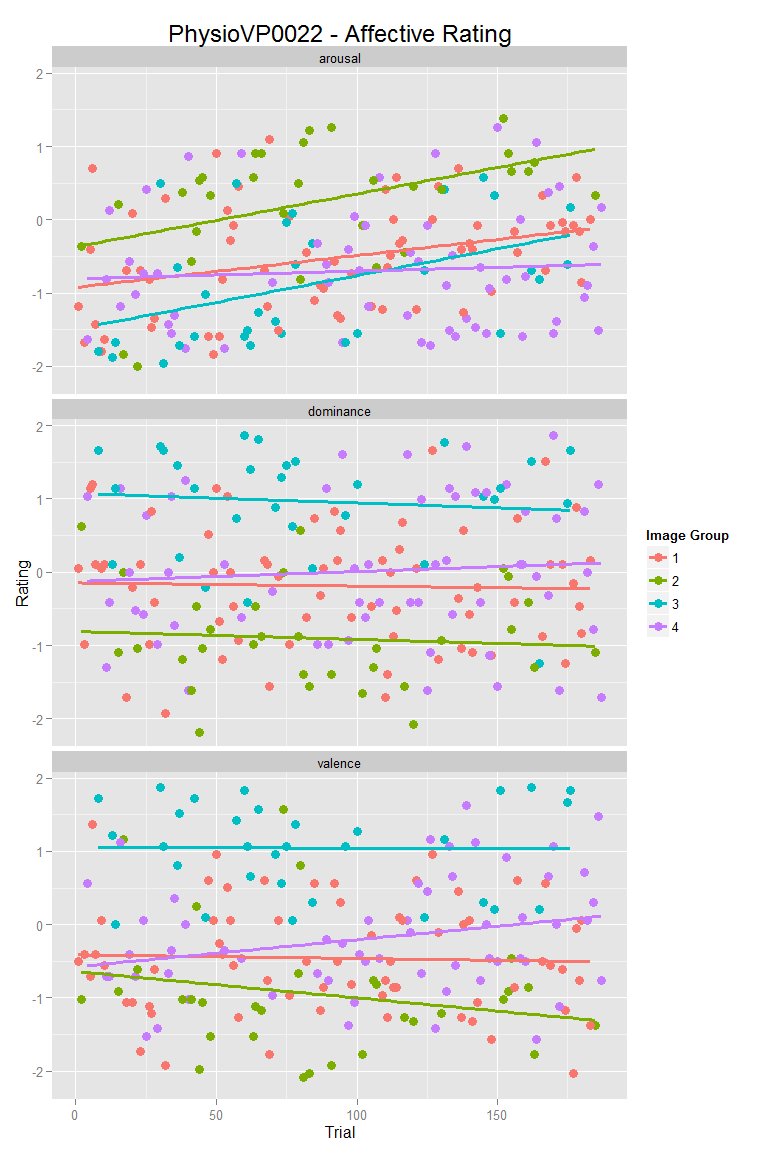 PhysioVP0022 - Affective Rating
arousal
2
1
0
-1
-2
dominance
2
1
0
-1
-2
Rating
Image Group
1
2
3
4
valence
2
1
0
-1
-2
0 50 100 150
Trial